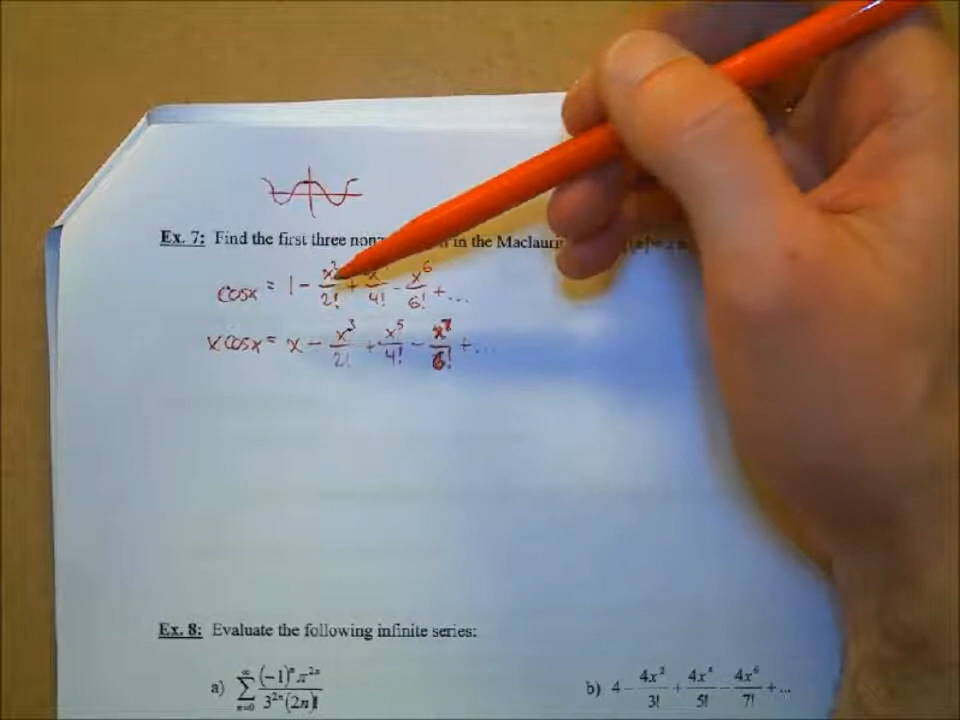 Ex. 7: Find the first three in the Maclaurin
cosx = 1 - x²/2! + x⁴/4! - x⁶/6! + ...
xcosx = x - x³/2! + x⁵/4! - x⁷/6! + ...
Ex. 8: Evaluate the following infinite series:
a) ∑_{n=0}^{∞} (-1)ⁿπ²ⁿ/3²ⁿ(2n)! b) 4 - 4x²/3! + 4x⁴/5! - 4x⁶/7! + ...